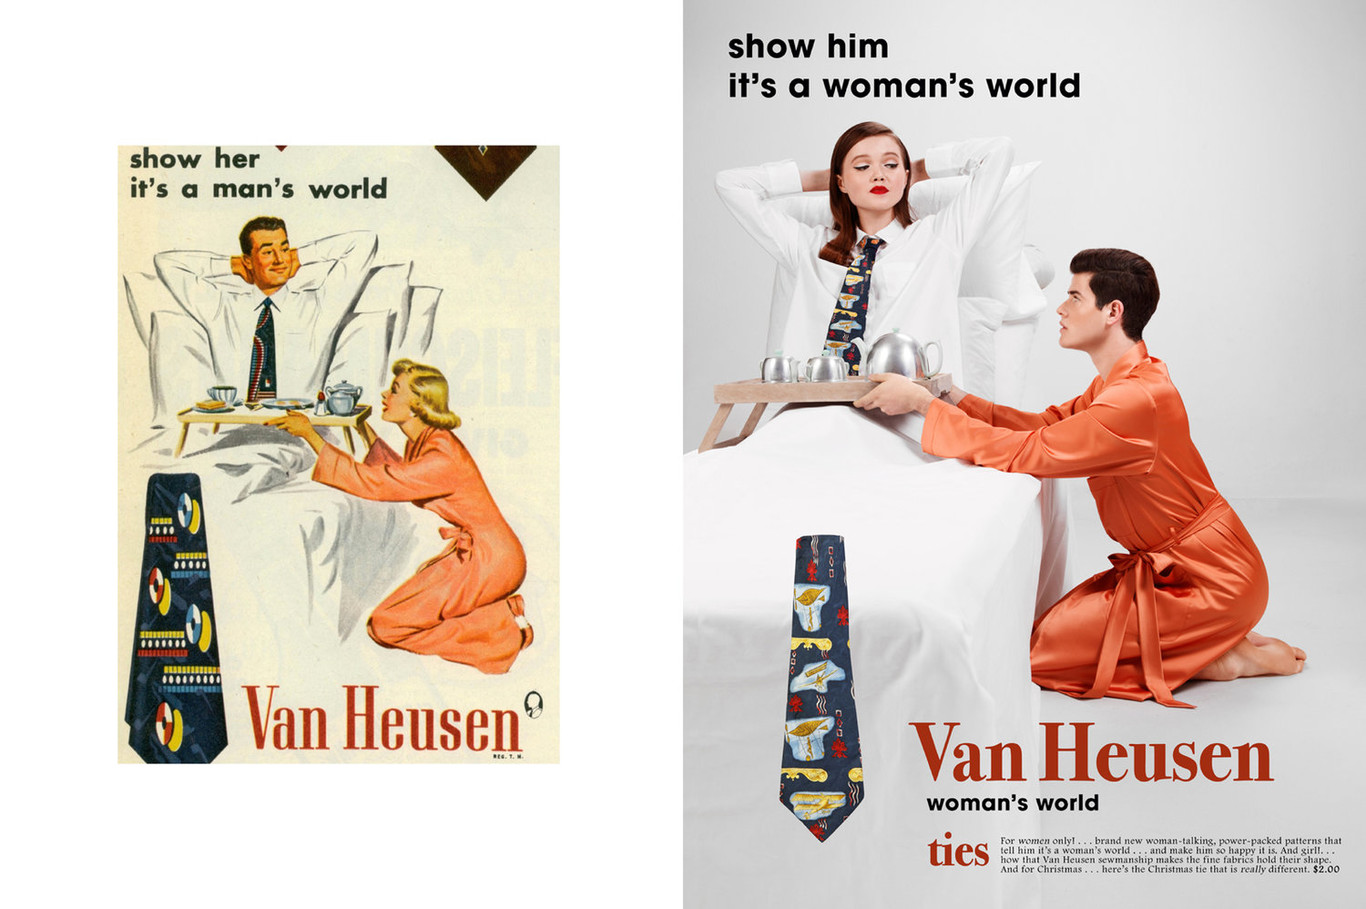 show her
it's a man's world
Van Heusen
REG. T. M.
show him
it's a woman's world
Van Heusen
woman's world
ties
For women only! . . . brand new woman-talking, power-packed patterns that
tell him it's a woman's world . . . and make him so happy it is. And girl!. . .
how that Van Heusen sewmanship makes the fine fabrics hold their shape.
And for Christmas . . . here's the Christmas tie that is really different. $2.00